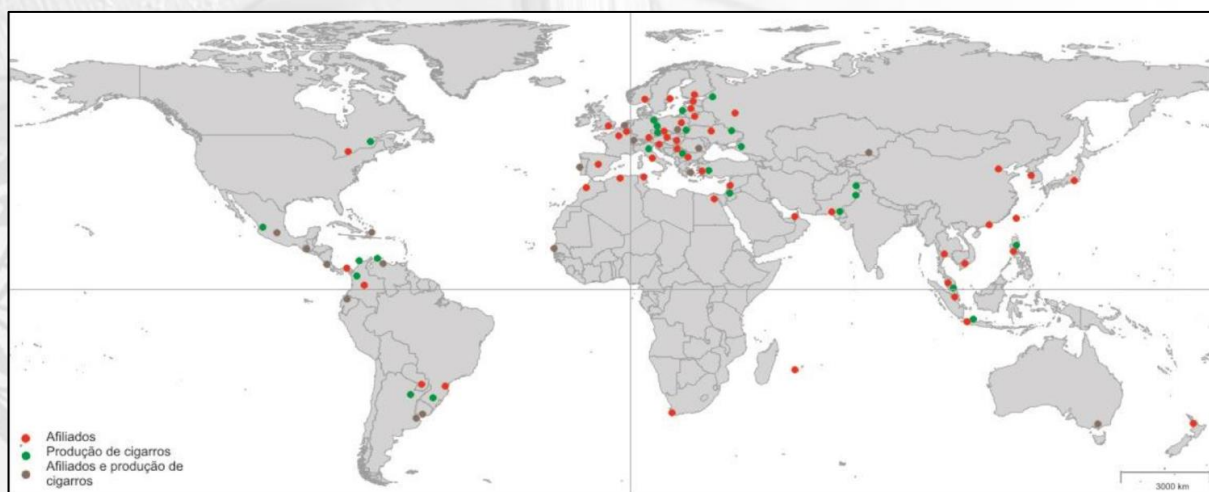 Afiliados
Produção de cigarros
Afiliados e produção de
cigarros
3000 km